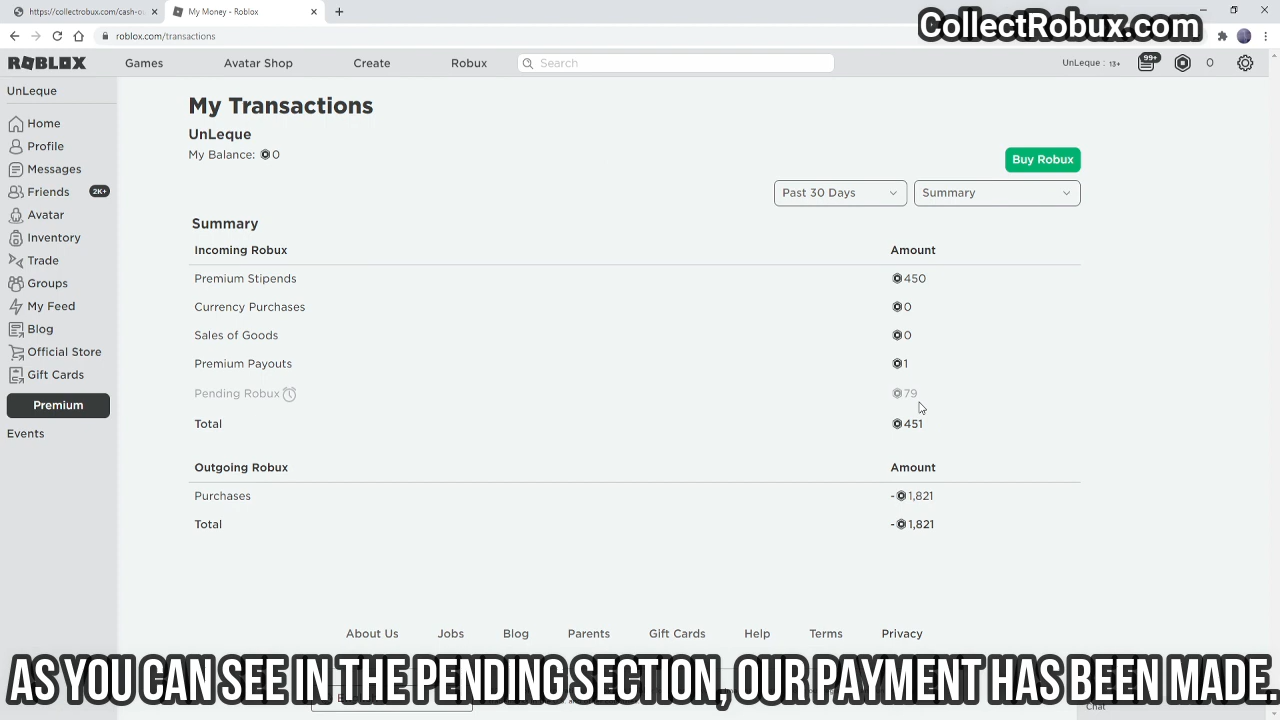 https://collectrobux.com/cash-o
My Money - Roblox
CollectRobux.com
roblox.com/transactions
ROBLOX
Games
Avatar Shop
Create
Robux
Search
UnLeque : 13+
99+
0
UnLeque
Home
Profile
Messages
Friends
2K+
Avatar
Inventory
Trade
Groups
My Feed
Blog
Official Store
Gift Cards
Premium
Events
My Transactions
UnLeque
My Balance: 0
Buy Robux
Past 30 Days
Summary
Summary
Incoming Robux Amount
Premium Stipends 450
Currency Purchases 0
Sales of Goods 0
Premium Payouts 1
Pending Robux 79
Total 451
Outgoing Robux Amount
Purchases -1,821
Total -1,821
About Us Jobs Blog Parents Gift Cards Help Terms Privacy
AS YOU CAN SEE IN THE PENDING SECTION, OUR PAYMENT HAS BEEN MADE.
Chat